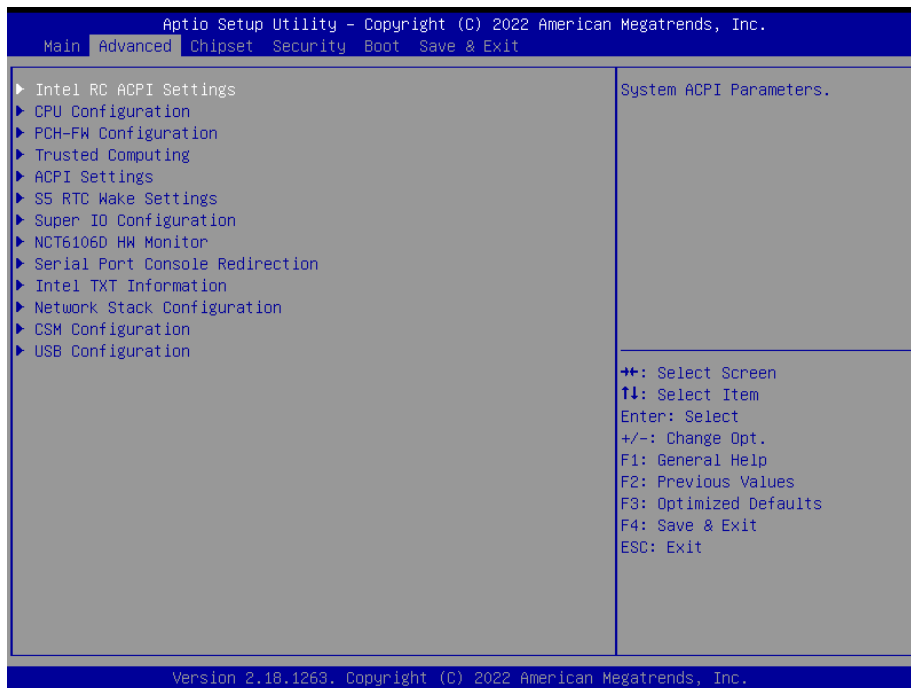 Aptio Setup Utility – Copyright (C) 2022 American Megatrends, Inc.
Main Advanced Chipset Security Boot Save & Exit
▶ Intel RC ACPI Settings
▶ CPU Configuration
▶ PCH-FW Configuration
▶ Trusted Computing
▶ ACPI Settings
▶ S5 RTC Wake Settings
▶ Super IO Configuration
▶ NCT6106D HW Monitor
▶ Serial Port Console Redirection
▶ Intel TXT Information
▶ Network Stack Configuration
▶ CSM Configuration
▶ USB Configuration
System ACPI Parameters.
→←: Select Screen
↑↓: Select Item
Enter: Select
+/-: Change Opt.
F1: General Help
F2: Previous Values
F3: Optimized Defaults
F4: Save & Exit
ESC: Exit
Version 2.18.1263. Copyright (C) 2022 American Megatrends, Inc.